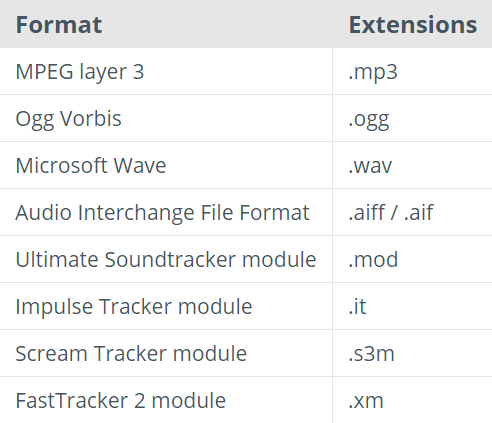 Format Extensions
MPEG layer 3 .mp3
Ogg Vorbis .ogg
Microsoft Wave .wav
Audio Interchange File Format .aiff / .aif
Ultimate Soundtracker module .mod
Impulse Tracker module .it
Scream Tracker module .s3m
FastTracker 2 module .xm